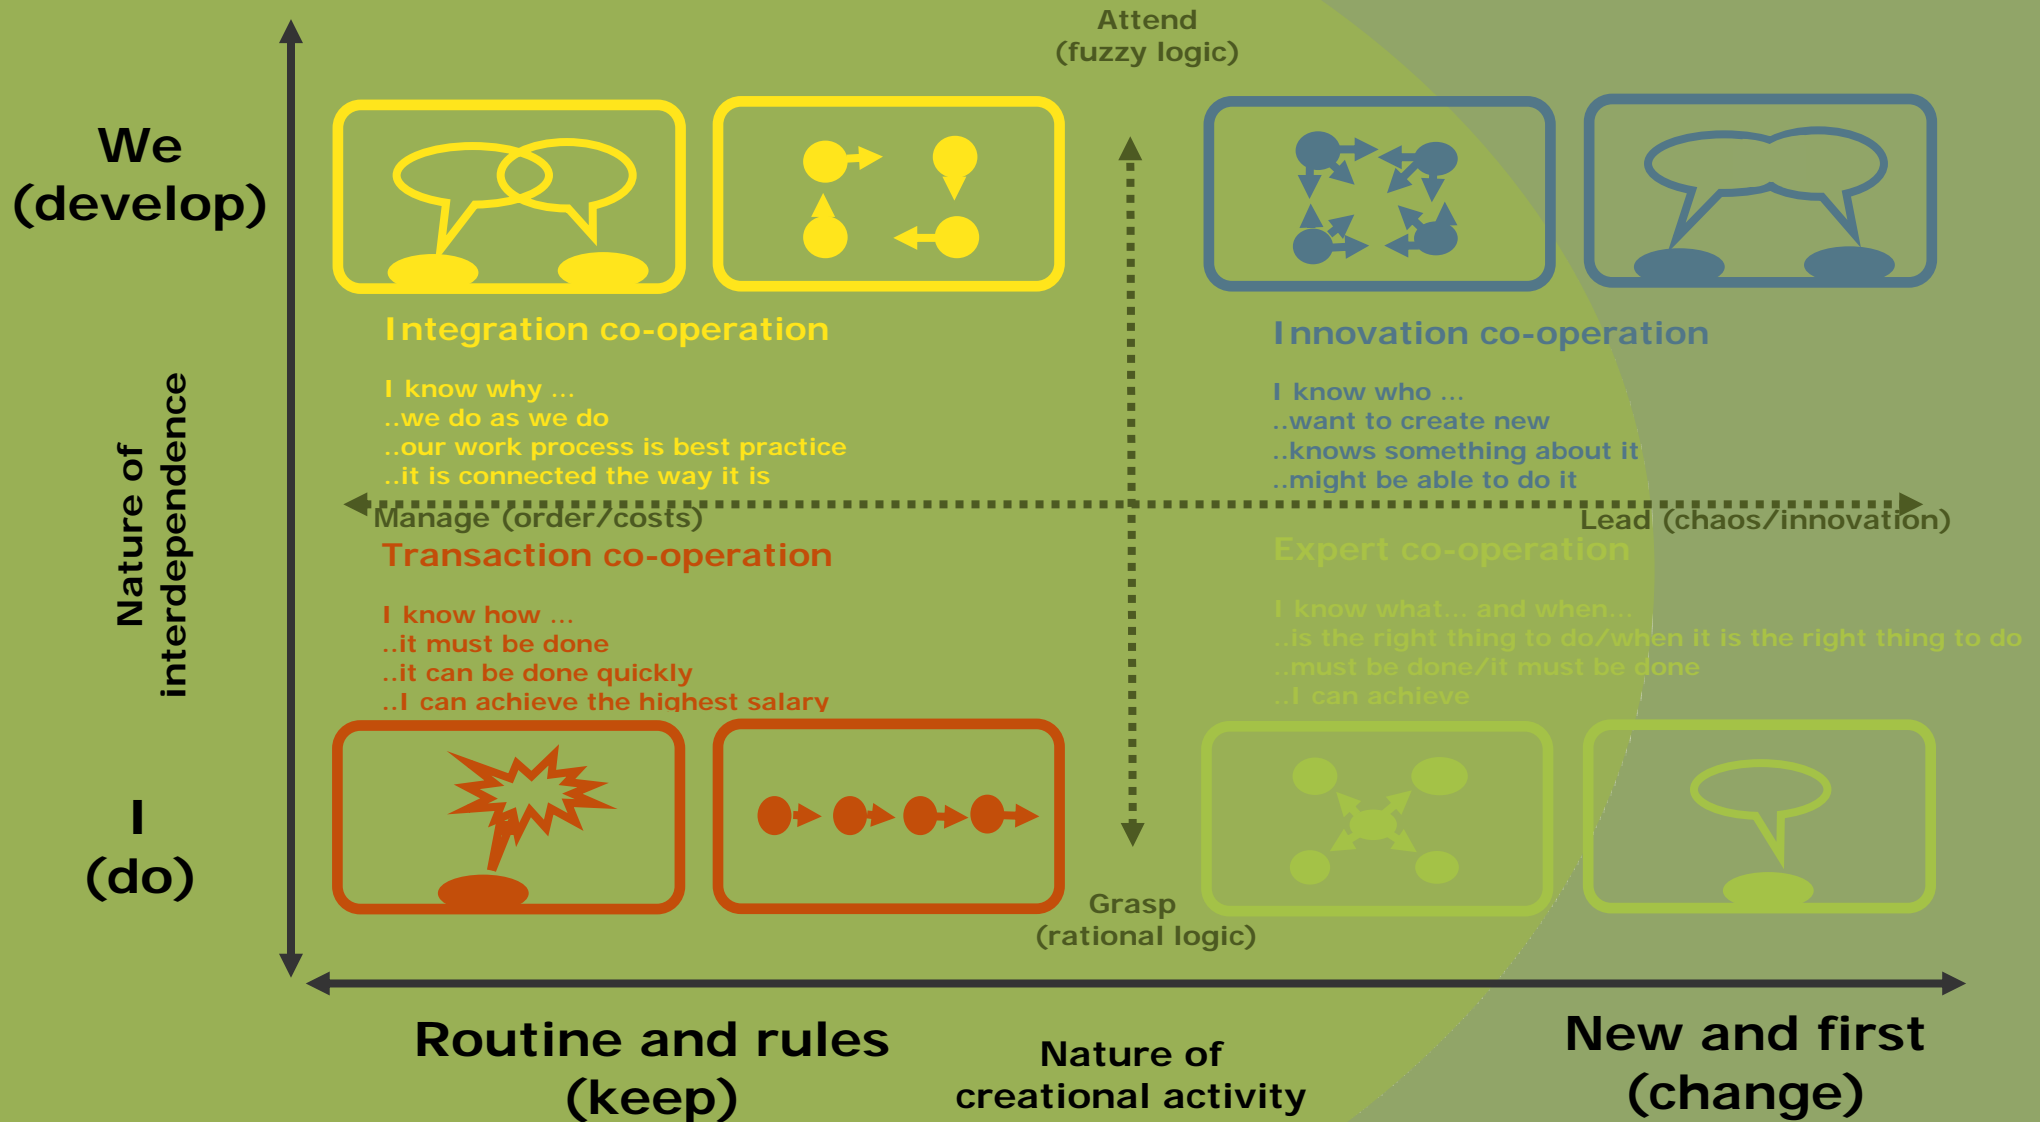 Attend
(fuzzy logic)
We
(develop)
Integration co-operation
I know why ...
..we do as we do
..our work process is best practice
..it is connected the way it is
Innovation co-operation
I know who ...
..want to create new
..knows something about it
..might be able to do it
Nature of
interdependence
Manage (order/costs)
Lead (chaos/innovation)
Transaction co-operation
I know how ...
..it must be done
..it can be done quickly
..I can achieve the highest salary
Expert co-operation
I know what... and when...
..is the right thing to do/when it is the right thing to do
..must be done/it must be done
..I can achieve
I
(do)
Grasp
(rational logic)
Routine and rules
(keep)
Nature of
creational activity
New and first
(change)